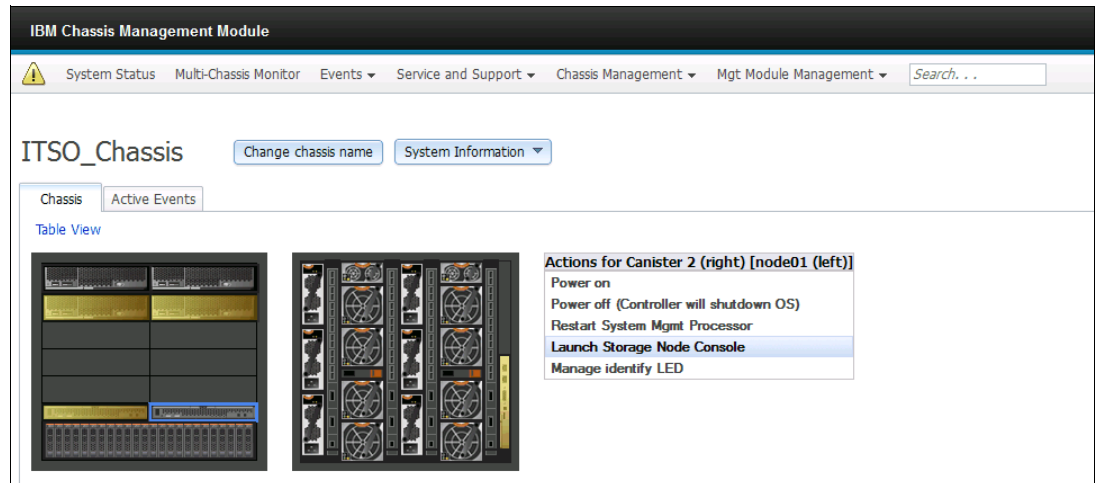 IBM Chassis Management Module
System Status Multi-Chassis Monitor Events Service and Support Chassis Management Mgt Module Management Search. . .
ITSO_Chassis Change chassis name System Information
Chassis Active Events
Table View
Actions for Canister 2 (right) [node01 (left)]
Power on
Power off (Controller will shutdown OS)
Restart System Mgmt Processor
Launch Storage Node Console
Manage identify LED